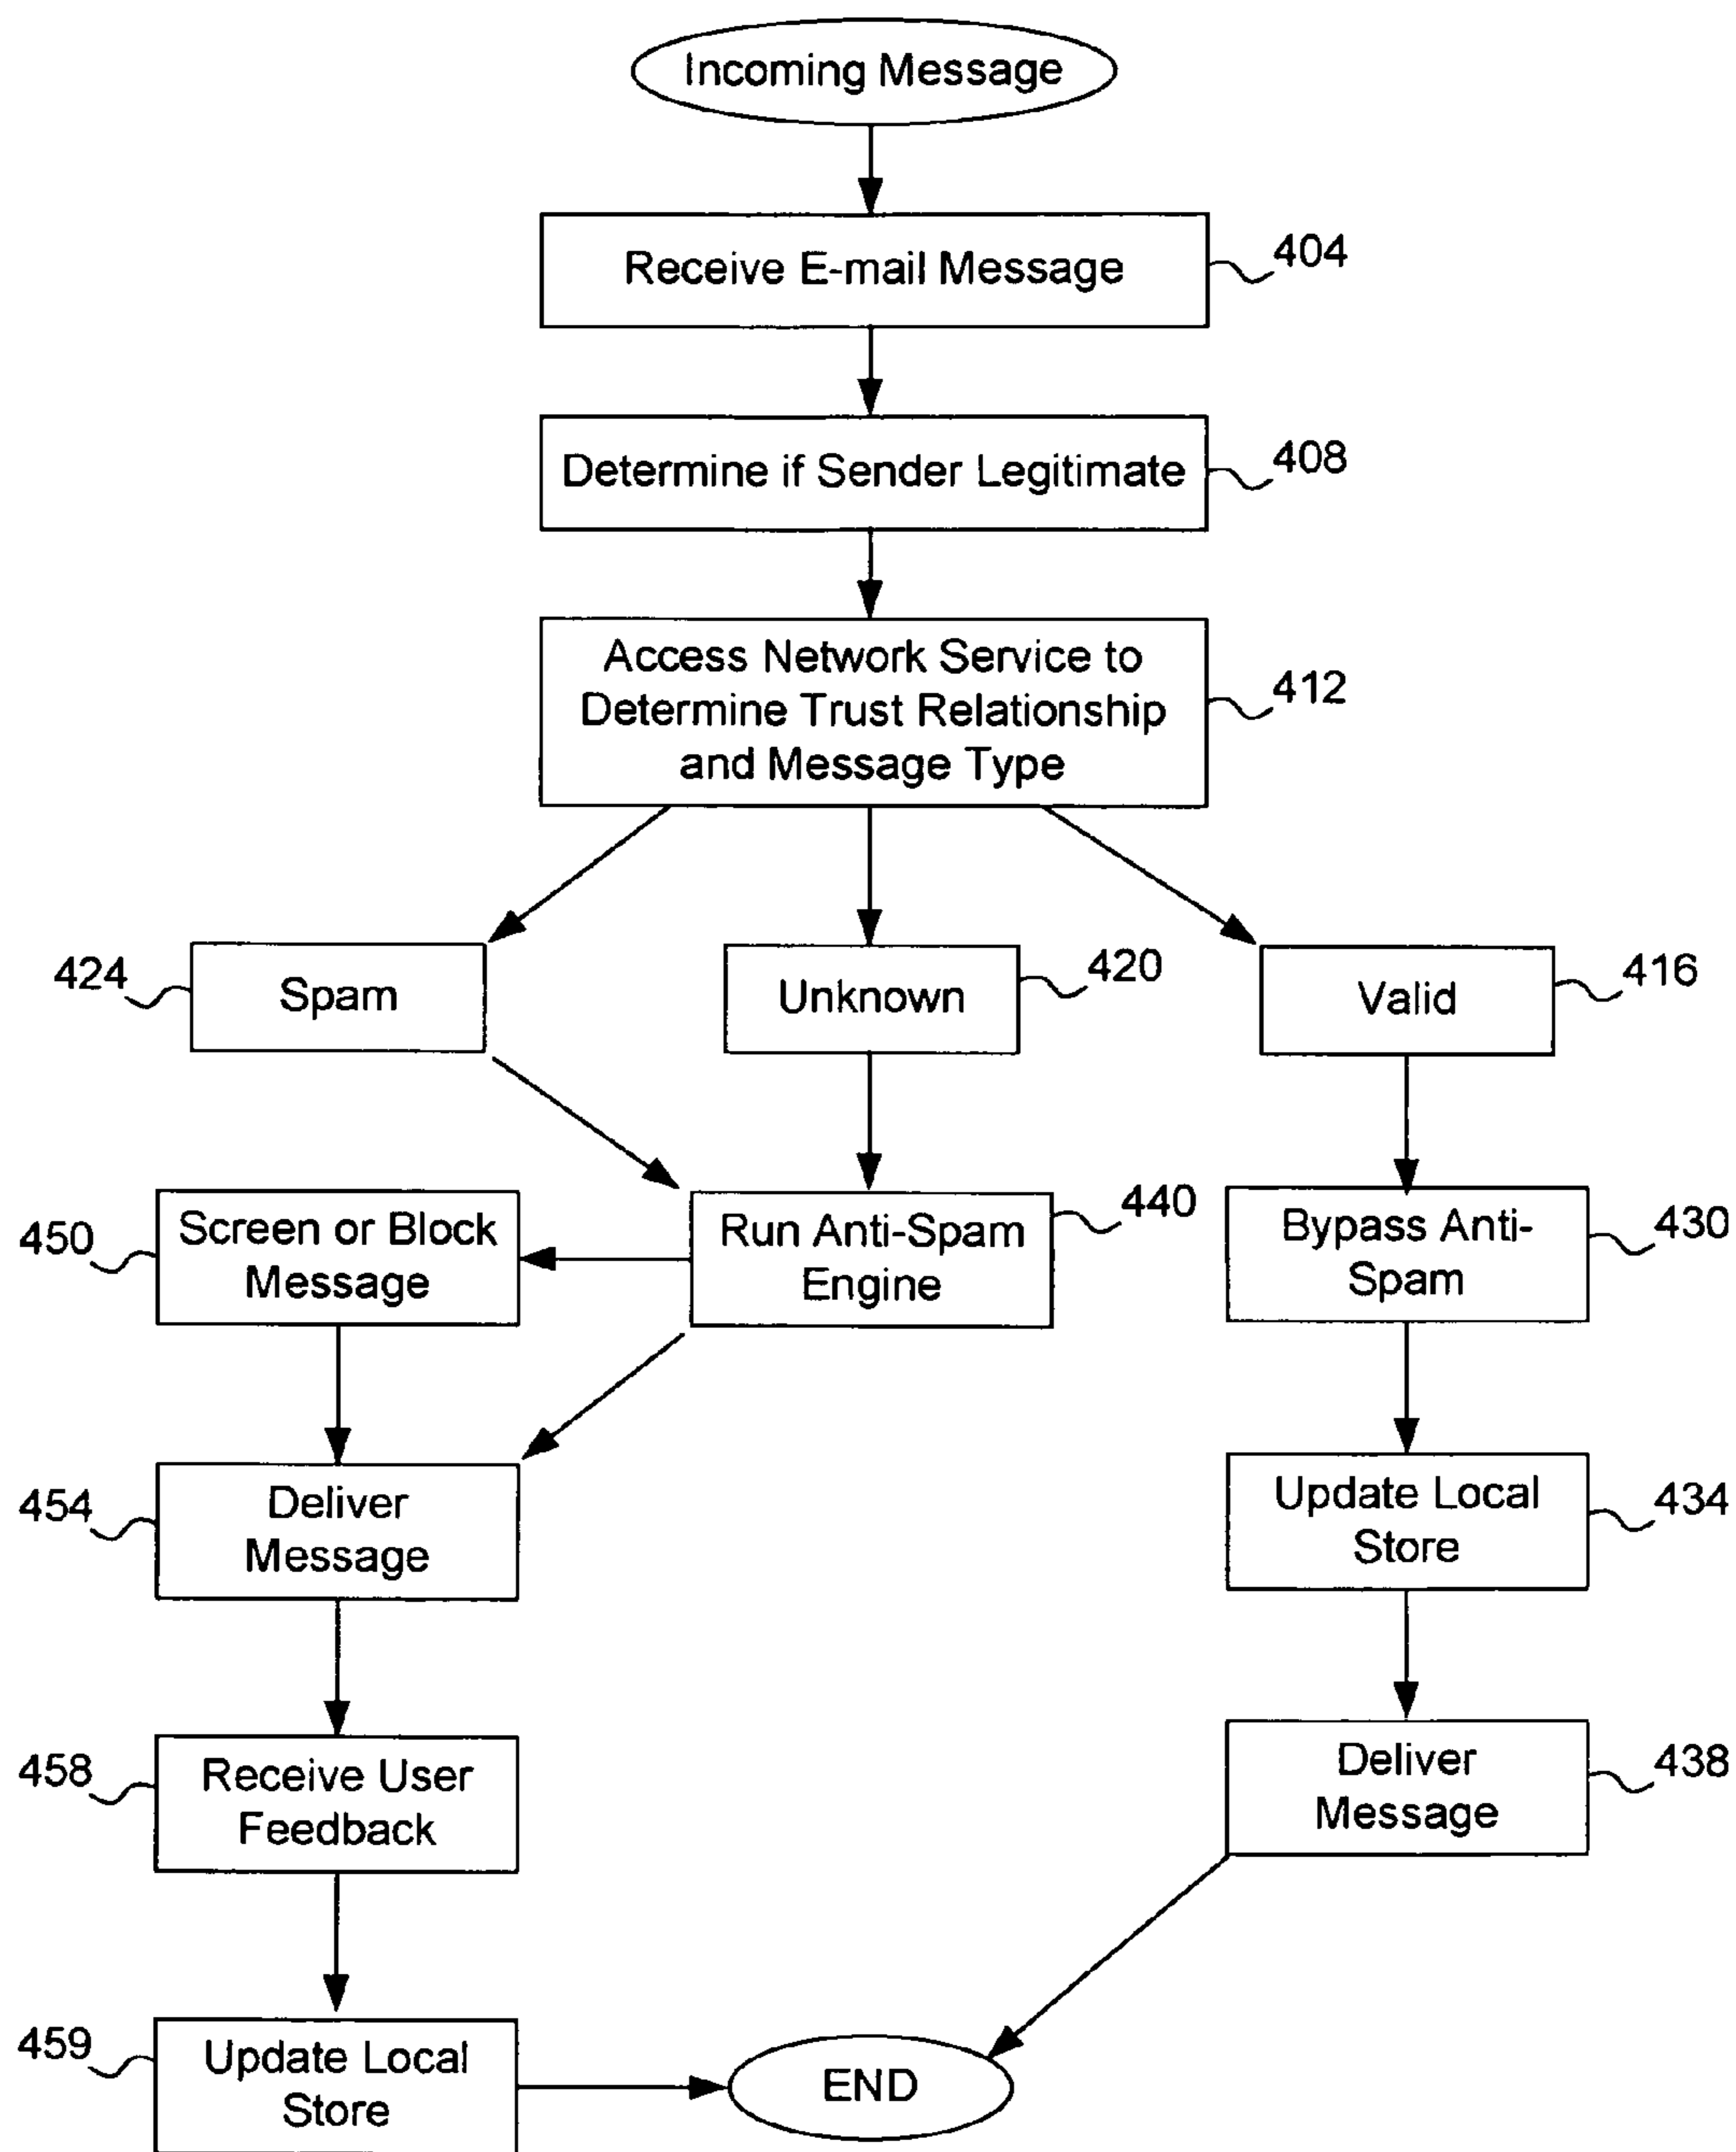 Incoming Message
Receive E-mail Message
404
Determine if Sender Legitimate
408
Access Network Service to
Determine Trust Relationship
and Message Type
412
424
Spam
Unknown
420
Valid
416
450
Screen or Block
Message
Run Anti-Spam
Engine
440
Bypass Anti-
Spam
430
454
Deliver
Message
Update Local
Store
434
458
Receive User
Feedback
Deliver
Message
438
459
Update Local
Store
END